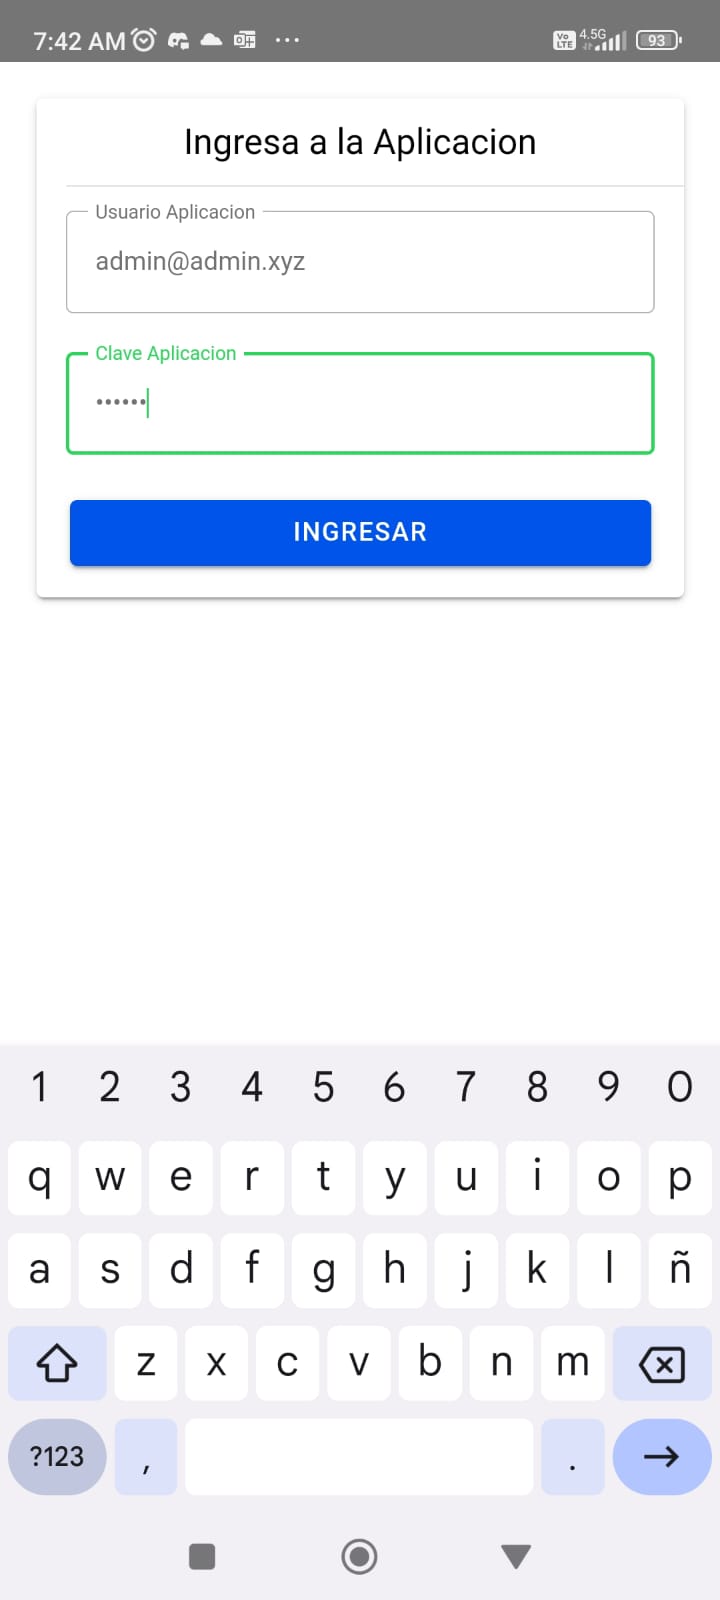 7:42 AM
Vo LTE 4.5G 93
Ingresa a la Aplicacion
Usuario Aplicacion
admin@admin.xyz
Clave Aplicacion
••••••
INGRESAR
1 2 3 4 5 6 7 8 9 0
q w e r t y u i o p
a s d f g h j k l ñ
z x c v b n m
?123 , .